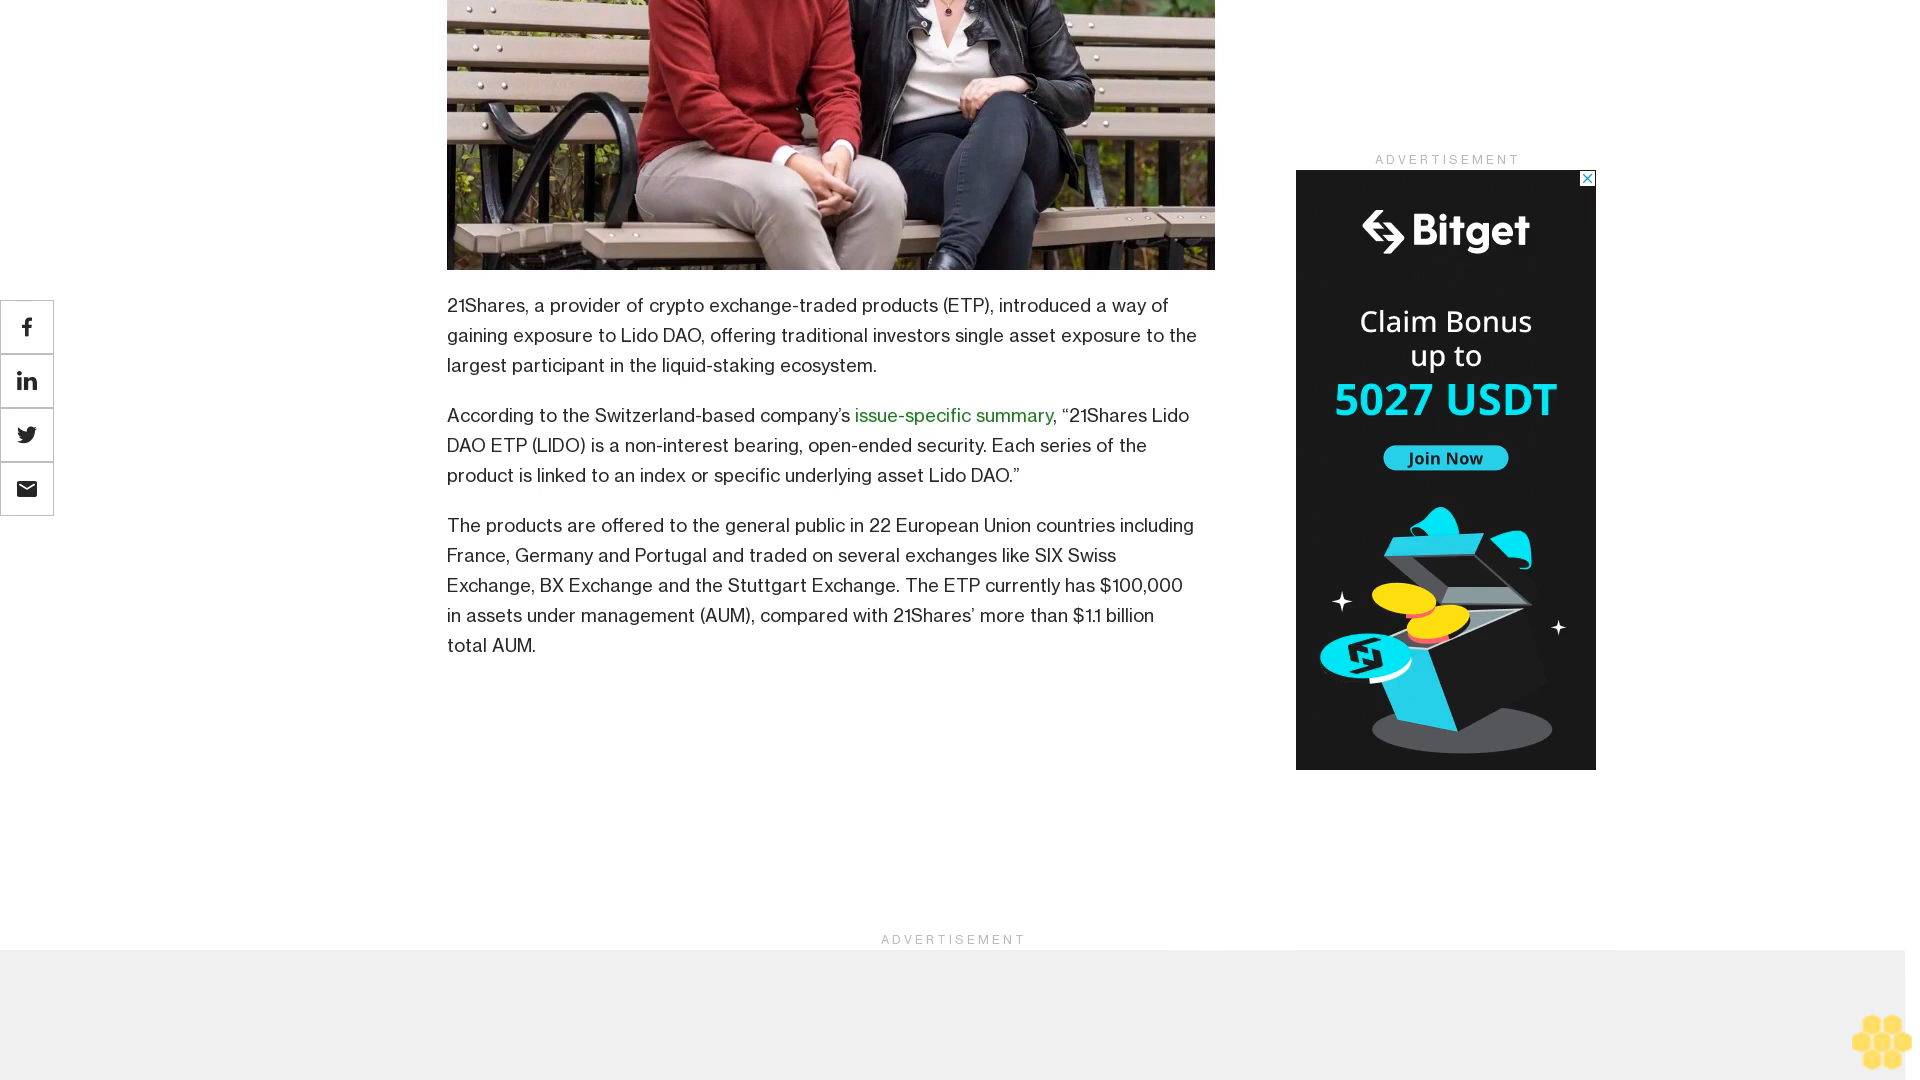 ADVERTISEMENT
Bitget
Claim Bonus
up to
5027 USDT
Join Now
21Shares, a provider of crypto exchange-traded products (ETP), introduced a way of
gaining exposure to Lido DAO, offering traditional investors single asset exposure to the
largest participant in the liquid-staking ecosystem.
According to the Switzerland-based company’s issue-specific summary, “21Shares Lido
DAO ETP (LIDO) is a non-interest bearing, open-ended security. Each series of the
product is linked to an index or specific underlying asset Lido DAO.”
The products are offered to the general public in 22 European Union countries including
France, Germany and Portugal and traded on several exchanges like SIX Swiss
Exchange, BX Exchange and the Stuttgart Exchange. The ETP currently has $100,000
in assets under management (AUM), compared with 21Shares’ more than $1.1 billion
total AUM.
ADVERTISEMENT